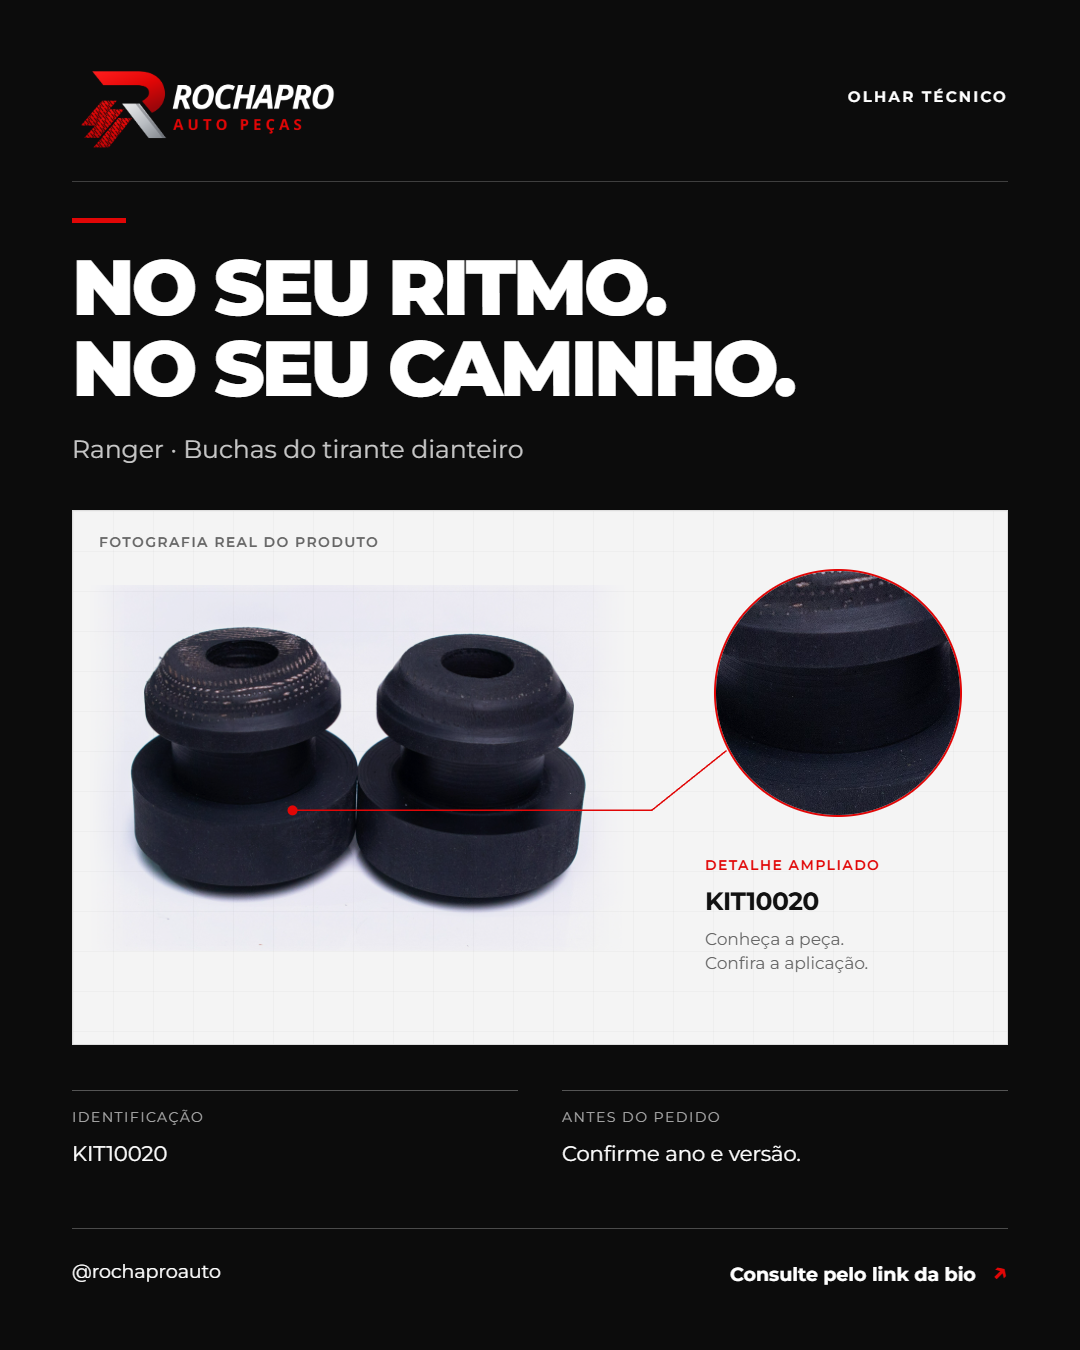 ROCHAPRO
AUTO PEÇAS
OLHAR TÉCNICO
NO SEU RITMO.
NO SEU CAMINHO.
Ranger · Buchas do tirante dianteiro
FOTOGRAFIA REAL DO PRODUTO
DETALHE AMPLIADO
KIT10020
Conheça a peça.
Confira a aplicação.
IDENTIFICAÇÃO
KIT10020
ANTES DO PEDIDO
Confirme ano e versão.
@rochaproauto
Consulte pelo link da bio